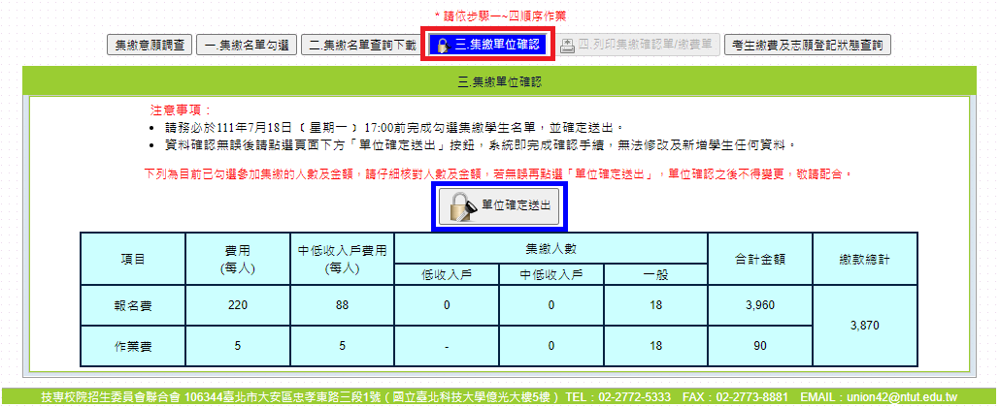 * 請依步驟一~四順序作業
集繳意願調查 一.集繳名單勾選 二.集繳名單查詢下載 三.集繳單位確認 四.列印集繳確認單/繳費單 考生繳費及志願登記狀態查詢
三.集繳單位確認
注意事項：
• 請務必於111年7月18日（星期一）17:00前完成勾選集繳學生名單，並確定送出。
• 資料確認無誤後請點選頁面下方「單位確定送出」按鈕，系統即完成確認手續，無法修改及新增學生任何資料。
下列為目前已勾選參加集繳的人數及金額，請仔細核對人數及金額，若無誤再點選「單位確定送出」，單位確認之後不得變更，敬請配合。
單位確定送出
項目 費用 (每人) 中低收入戶費用 (每人) 集繳人數 合計金額 繳款總計
低收入戶 中低收入戶 一般
報名費 220 88 0 0 18 3,960 3,870
作業費 5 5 - 0 18 90
技專校院招生委員會聯合會 106344臺北市大安區忠孝東路三段1號（國立臺北科技大學億光大樓5樓） TEL：02-2772-5333 FAX：02-2773-8881 EMAIL：union42@ntut.edu.tw